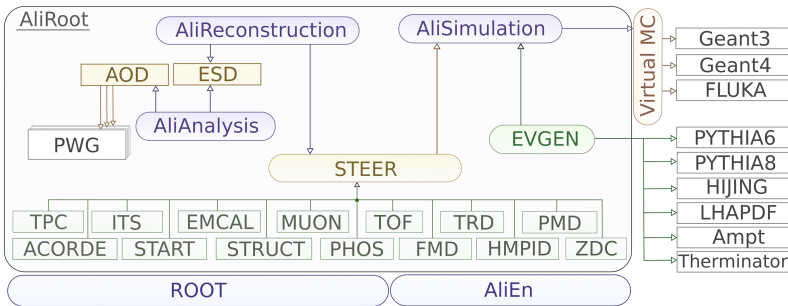 AliRoot
AliReconstruction
AliSimulation
Virtual MC
Geant3
Geant4
FLUKA
AOD
ESD
AliAnalysis
PWG
EVGEN
STEER
PYTHIA6
PYTHIA8
HIJING
LHAPDF
Ampt
Therminator
TPC ITS EMCAL MUON TOF TRD PMD
ACORDE START STRUCT PHOS FMD HMPID ZDC
ROOT AliEn